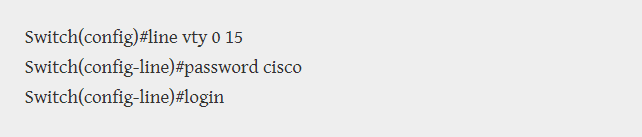 Switch(config)#line vty 0 15
Switch(config-line)#password cisco
Switch(config-line)#login